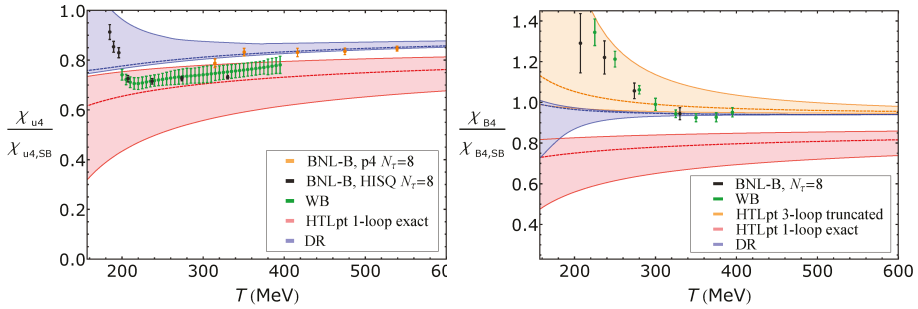 1.0
0.8
0.6
0.4
0.2
0.0
χu4
χu4,SB
BNL-B, p4 Nτ=8
BNL-B, HISQ Nτ=8
WB
HTLpt 1-loop exact
DR
200 300 400 500 600
T (MeV)
1.4
1.2
1.0
0.8
0.6
0.4
χB4
χB4,SB
BNL-B, Nτ=8
WB
HTLpt 3-loop truncated
HTLpt 1-loop exact
DR
200 300 400 500 600
T (MeV)